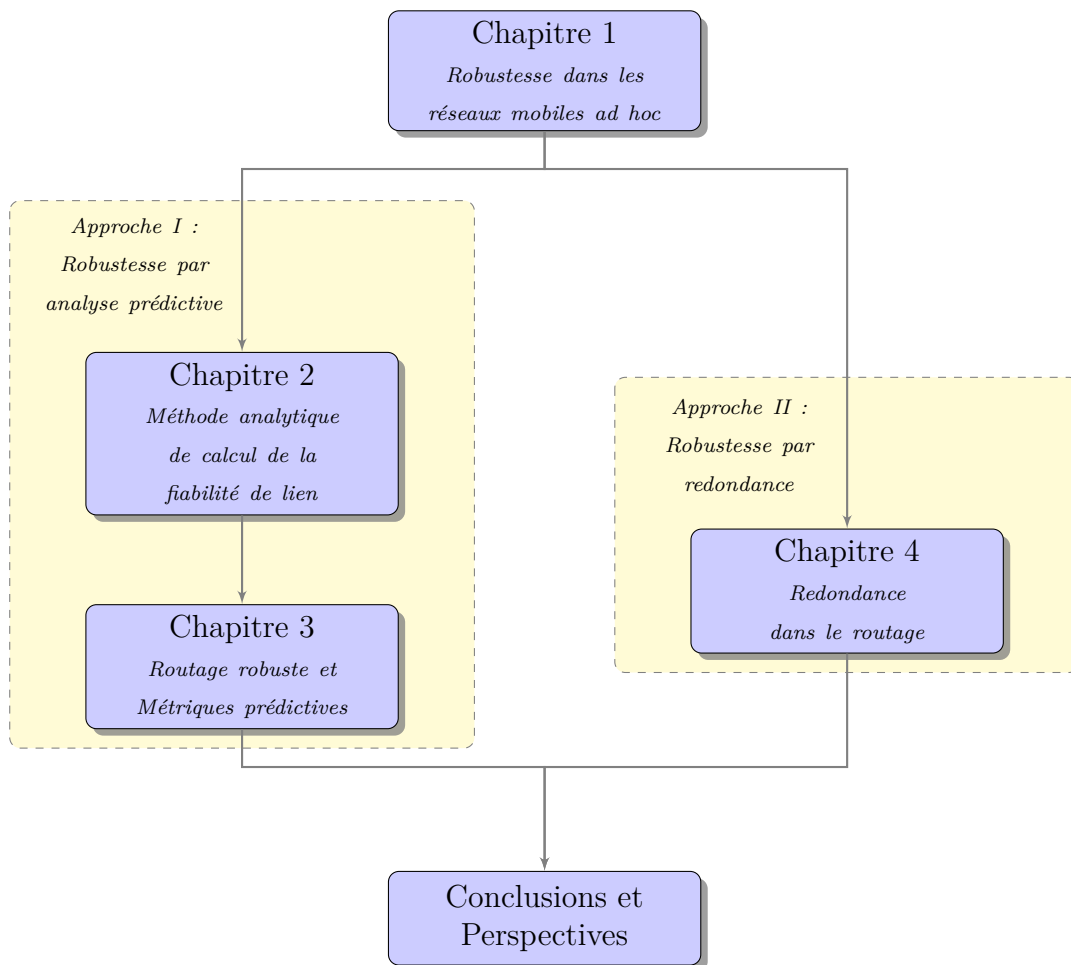 Chapitre 1
Robustesse dans les
réseaux mobiles ad hoc
Approche I :
Robustesse par
analyse prédictive
Chapitre 2
Méthode analytique
de calcul de la
fiabilité de lien
Chapitre 3
Routage robuste et
Métriques prédictives
Approche II :
Robustesse par
redondance
Chapitre 4
Redondance
dans le routage
Conclusions et
Perspectives